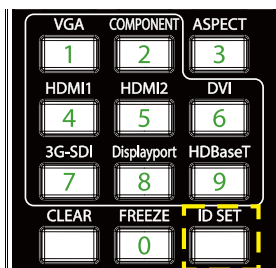 VGA COMPONENT ASPECT
1 2 3
HDMI1 HDMI2 DVI
4 5 6
3G-SDI Displayport HDBaseT
7 8 9
CLEAR FREEZE ID SET
0